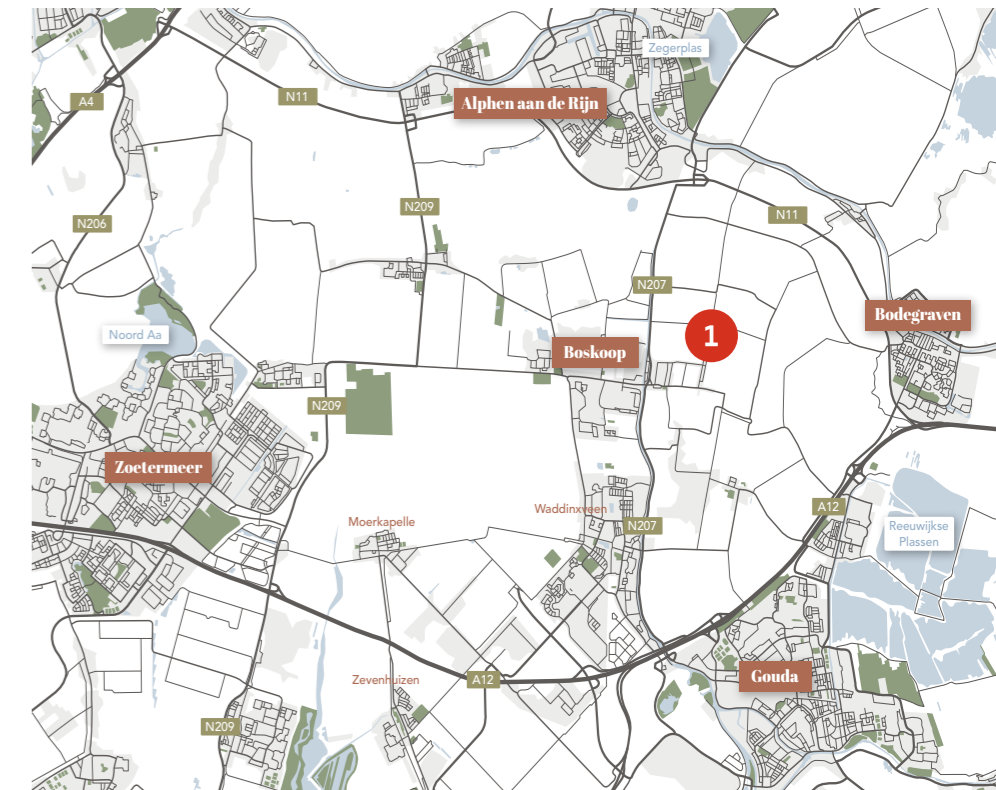 Zegerplas
A4
N11
Alphen aan de Rijn
N206
N209
N11
N207
Bodegraven
Noord Aa
1
Boskoop
N209
Zoetermeer
A12
Waddinxveen
Moerkapelle
N207
Reeuwijkse
Plassen
Zevenhuizen
A12
Gouda
N209